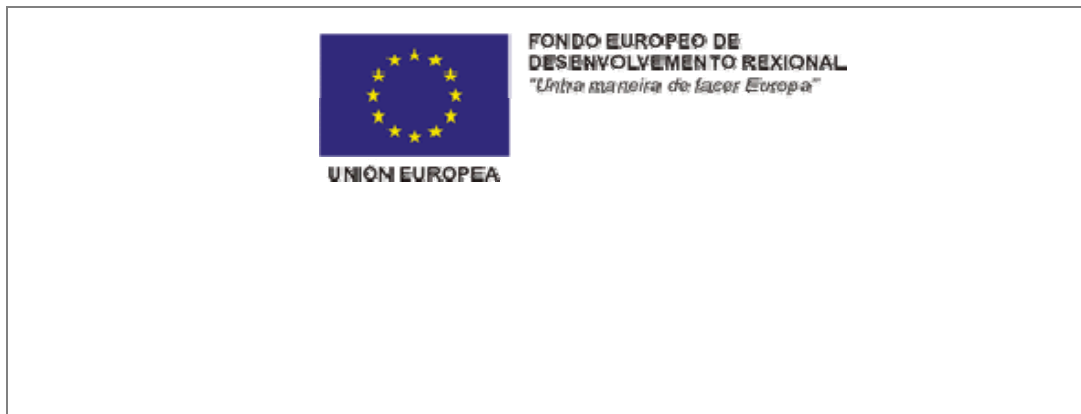 FONDO EUROPEO DE
DESENVOLVEMENTO REXIONAL
"Unha maneira de facer Europa"
UNIÓN EUROPEA